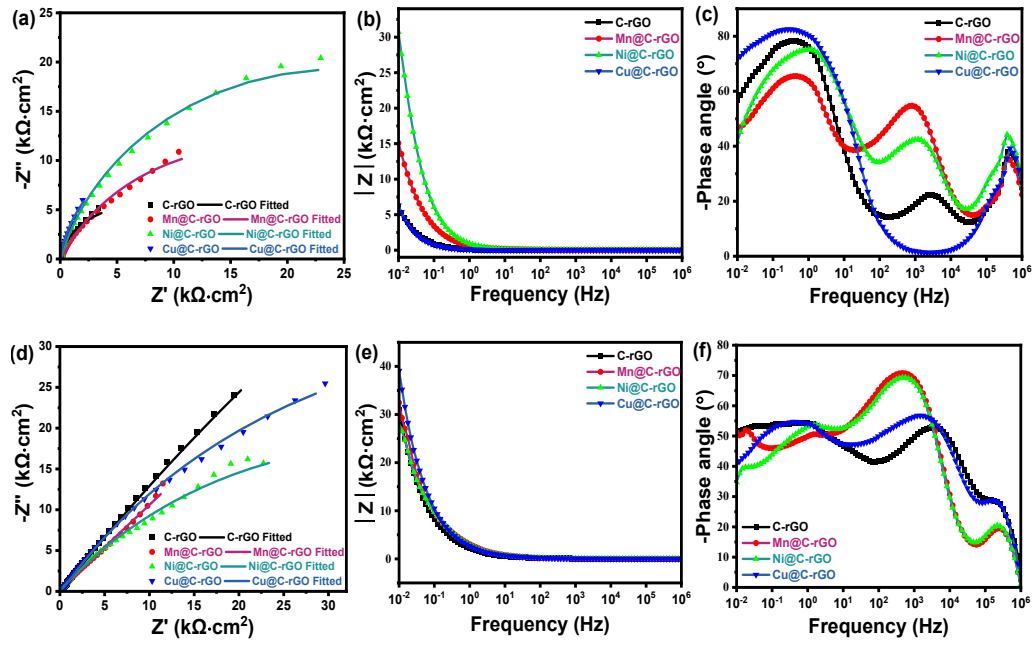 (a)
-Z'' (kΩ·cm²)
25
20
15
10
5
0
C-rGO C-rGO Fitted
Mn@C-rGO Mn@C-rGO Fitted
Ni@C-rGO Ni@C-rGO Fitted
Cu@C-rGO Cu@C-rGO Fitted
0 5 10 15 20 25
Z' (kΩ·cm²)
(b)
|Z| (kΩ·cm²)
30
25
20
15
10
5
0
C-rGO
Mn@C-rGO
Ni@C-rGO
Cu@C-rGO
10⁻² 10⁻¹ 10⁰ 10¹ 10² 10³ 10⁴ 10⁵ 10⁶
Frequency (Hz)
(c)
-Phase angle (°)
80
60
40
20
0
C-rGO
Mn@C-rGO
Ni@C-rGO
Cu@C-rGO
10⁻² 10⁻¹ 10⁰ 10¹ 10² 10³ 10⁴ 10⁵ 10⁶
Frequency (Hz)
(d)
-Z'' (kΩ·cm²)
30
25
20
15
10
5
0
C-rGO C-rGO Fitted
Mn@C-rGO Mn@C-rGO Fitted
Ni@C-rGO Ni@C-rGO Fitted
Cu@C-rGO Cu@C-rGO Fitted
0 5 10 15 20 25 30
Z' (kΩ·cm²)
(e)
|Z| (kΩ·cm²)
40
30
20
10
0
C-rGO
Mn@C-rGO
Ni@C-rGO
Cu@C-rGO
10⁻² 10⁻¹ 10⁰ 10¹ 10² 10³ 10⁴ 10⁵ 10⁶
Frequency (Hz)
(f)
-Phase angle (°)
80
70
60
50
40
30
20
10
0
C-rGO
Mn@C-rGO
Ni@C-rGO
Cu@C-rGO
10⁻² 10⁻¹ 10⁰ 10¹ 10² 10³ 10⁴ 10⁵ 10⁶
Frequency (Hz)